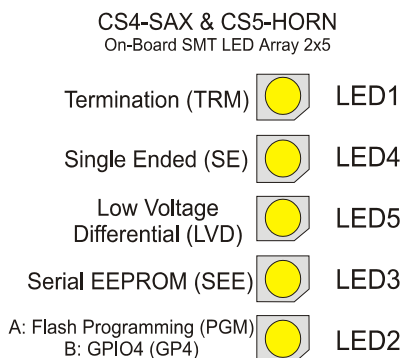 CS4-SAX & CS5-HORN
On-Board SMT LED Array 2x5
Termination (TRM) LED1
Single Ended (SE) LED4
Low Voltage
Differential (LVD) LED5
Serial EEPROM (SEE) LED3
A: Flash Programming (PGM)
B: GPIO4 (GP4) LED2